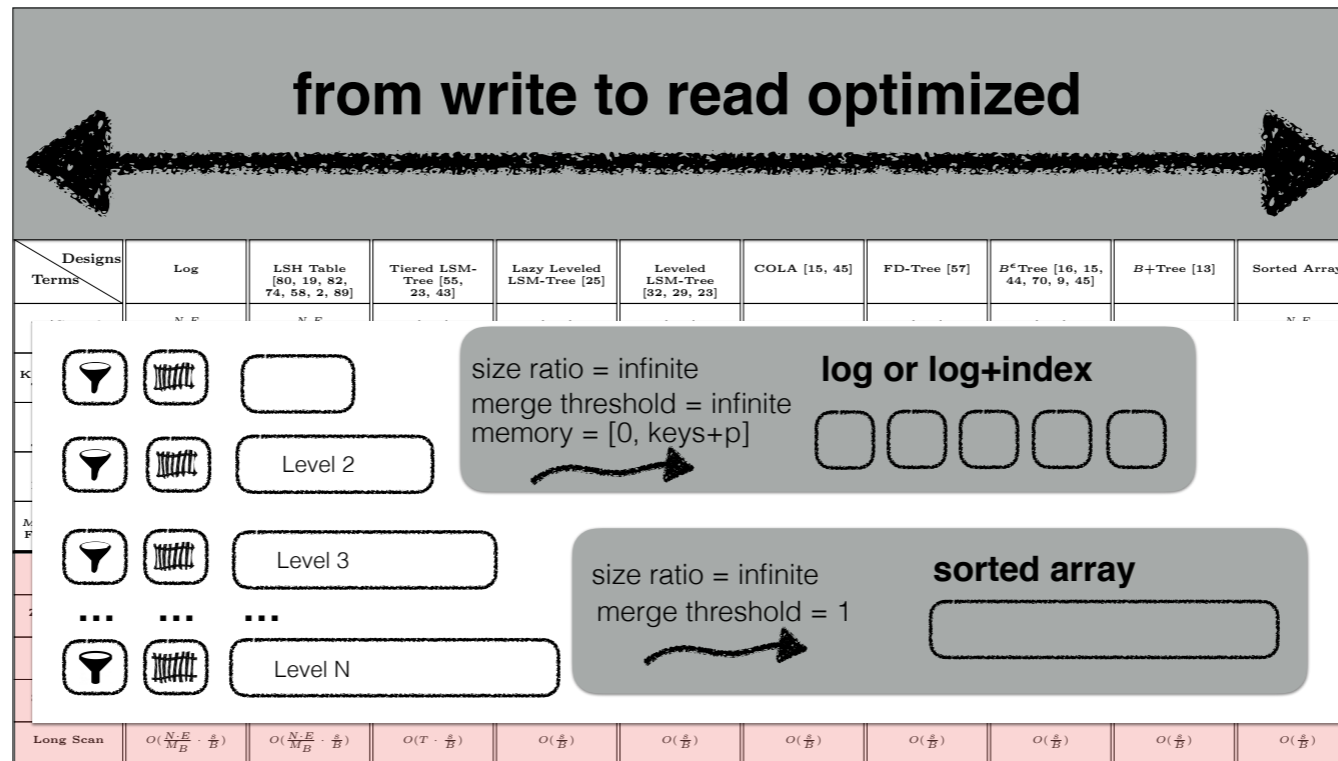 from write to read optimized
Designs
Terms
Log
LSH Table
[80, 19, 82,
74, 58, 2, 89]
Tiered LSM-
Tree [55,
23, 43]
Lazy Leveled
LSM-Tree [25]
Leveled
LSM-Tree
[32, 29, 23]
COLA [15, 45]
FD-Tree [57]
B^ϵTree [16, 15,
44, 70, 9, 45]
B+Tree [13]
Sorted Array
size ratio = infinite
merge threshold = infinite
memory = [0, keys+p]
log or log+index
Level 2
Level 3
size ratio = infinite
merge threshold = 1
sorted array
... ... ...
Level N
Long Scan O(N·E/M_B · s/B) O(N·E/M_B · s/B) O(T · s/B) O(s/B) O(s/B) O(s/B) O(s/B) O(s/B) O(s/B) O(s/B)